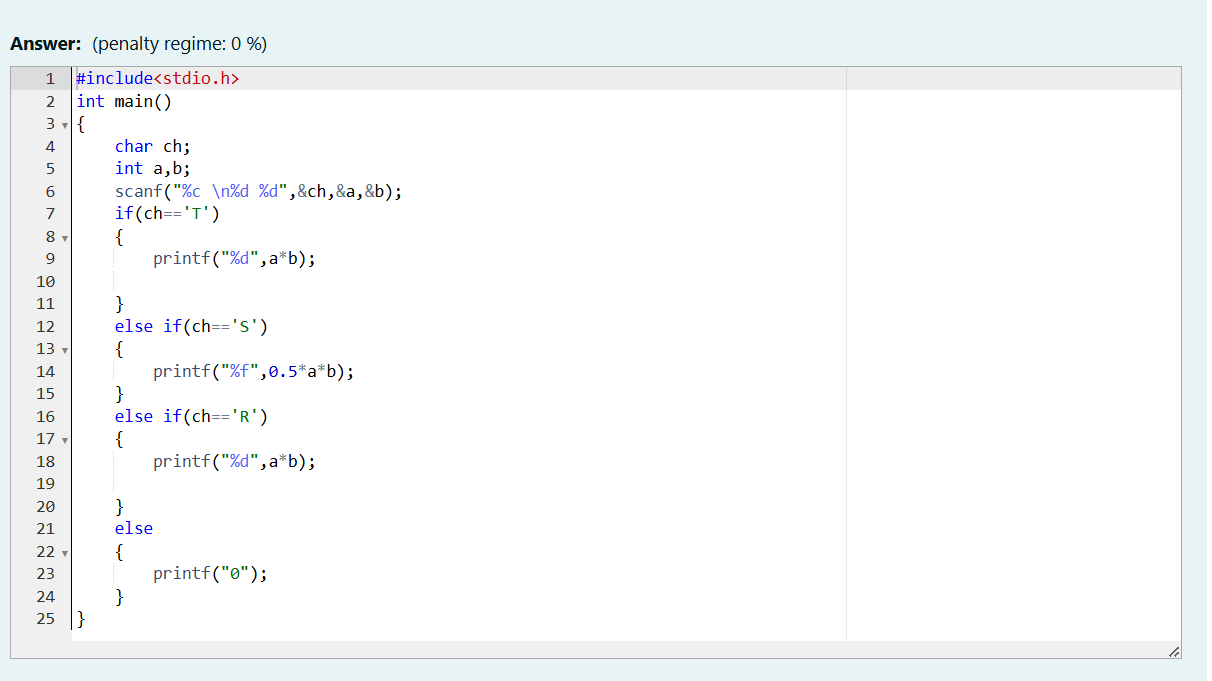 Answer: (penalty regime: 0 %)
1 #include<stdio.h>
2 int main()
3 {
4     char ch;
5     int a,b;
6     scanf("%c \n%d %d",&ch,&a,&b);
7     if(ch=='T')
8     {
9         printf("%d",a*b);
10
11     }
12     else if(ch=='S')
13     {
14         printf("%f",0.5*a*b);
15     }
16     else if(ch=='R')
17     {
18         printf("%d",a*b);
19
20     }
21     else
22     {
23         printf("0");
24     }
25 }